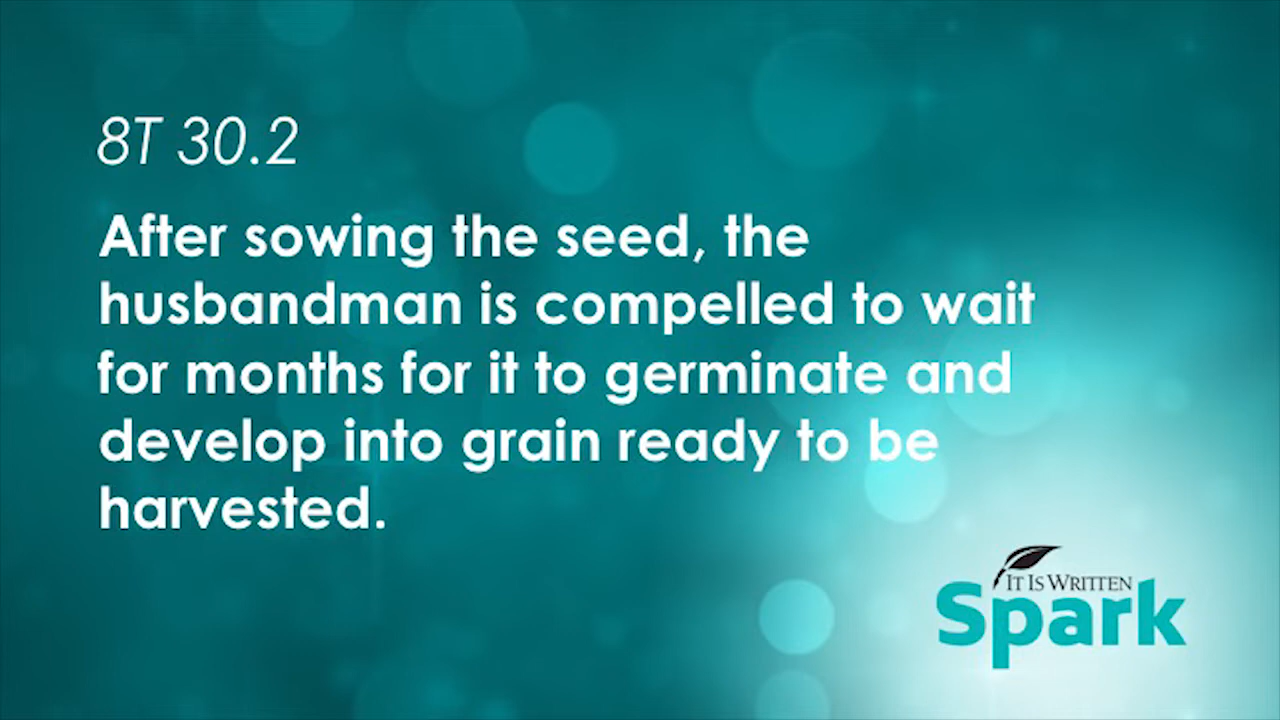 8T 30.2
After sowing the seed, the
husbandman is compelled to wait
for months for it to germinate and
develop into grain ready to be
harvested.
IT IS WRITTEN
Spark